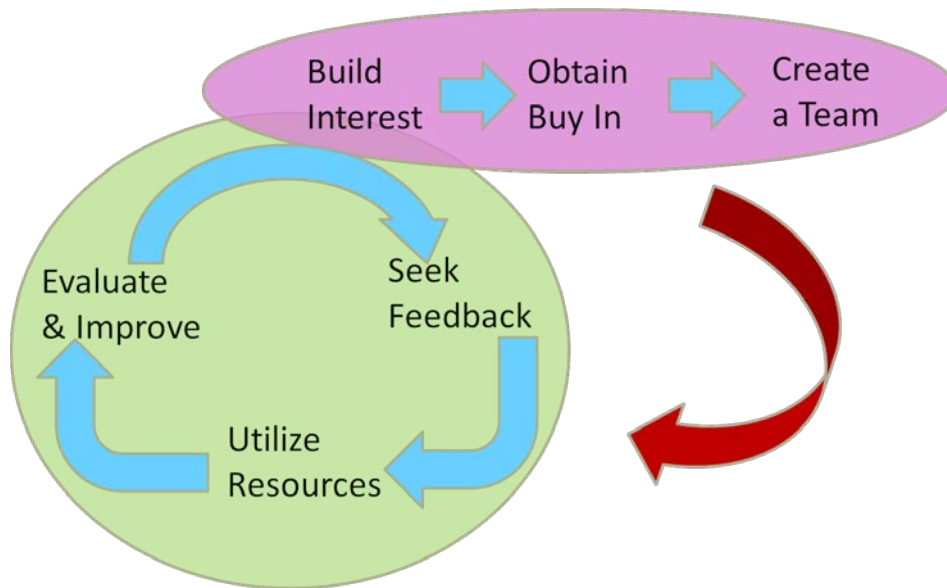 Build
Interest
Obtain
Buy In
Create
a Team
Seek
Feedback
Utilize
Resources
Evaluate
& Improve